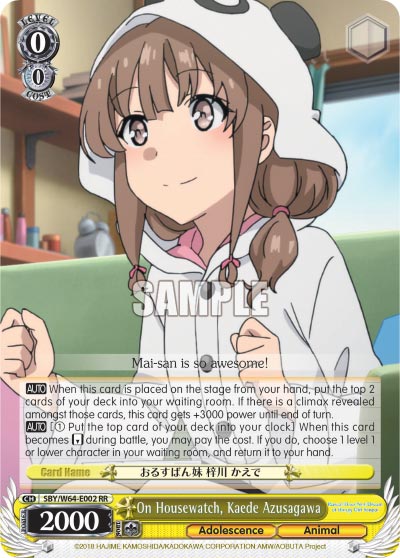 LEVEL
0
0
COST
SAMPLE
Mai-san is so awesome!
AUTO When this card is placed on the stage from your hand, put the top 2
cards of your deck into your waiting room. If there is a climax revealed
amongst those cards, this card gets +3000 power until end of turn.
AUTO [① Put the top card of your deck into your clock] When this card
becomes during battle, you may pay the cost. If you do, choose 1 level 1
or lower character in your waiting room, and return it to your hand.
Card Name
おるすばん妹 梓川 かえで
CH SBY/W64-E002 RR
On Housewatch, Kaede Azusagawa
2000
POWER
Adolescence
Animal
©2018 HAJIME KAMOSHIDA/KADOKAWA CORPORATION AMW/AOBUTA Project